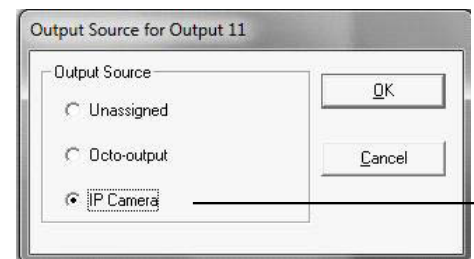 Output Source for Output 11
Output Source
Unassigned
Octo-output
IP Camera
OK
Cancel